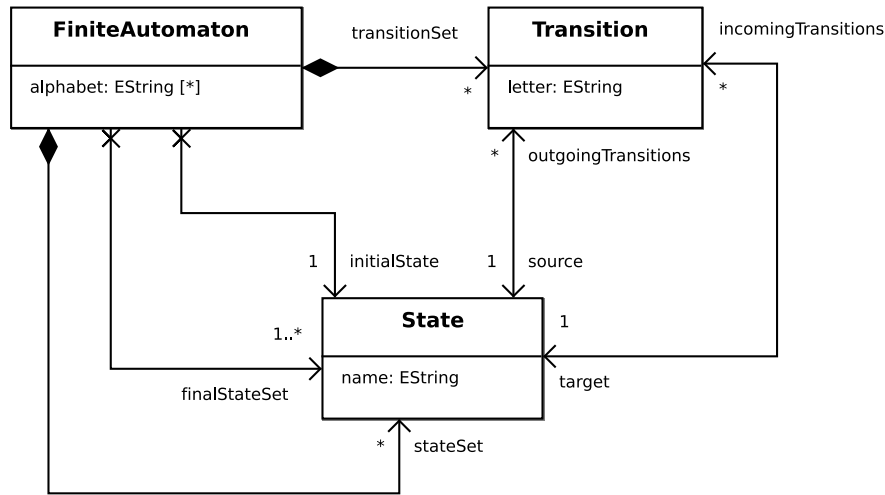 FiniteAutomaton
alphabet: EString [*]
transitionSet
*
Transition
letter: EString
incomingTransitions
*
*
outgoingTransitions
1
initialState
1
source
State
name: EString
1..*
finalStateSet
1
target
*
stateSet